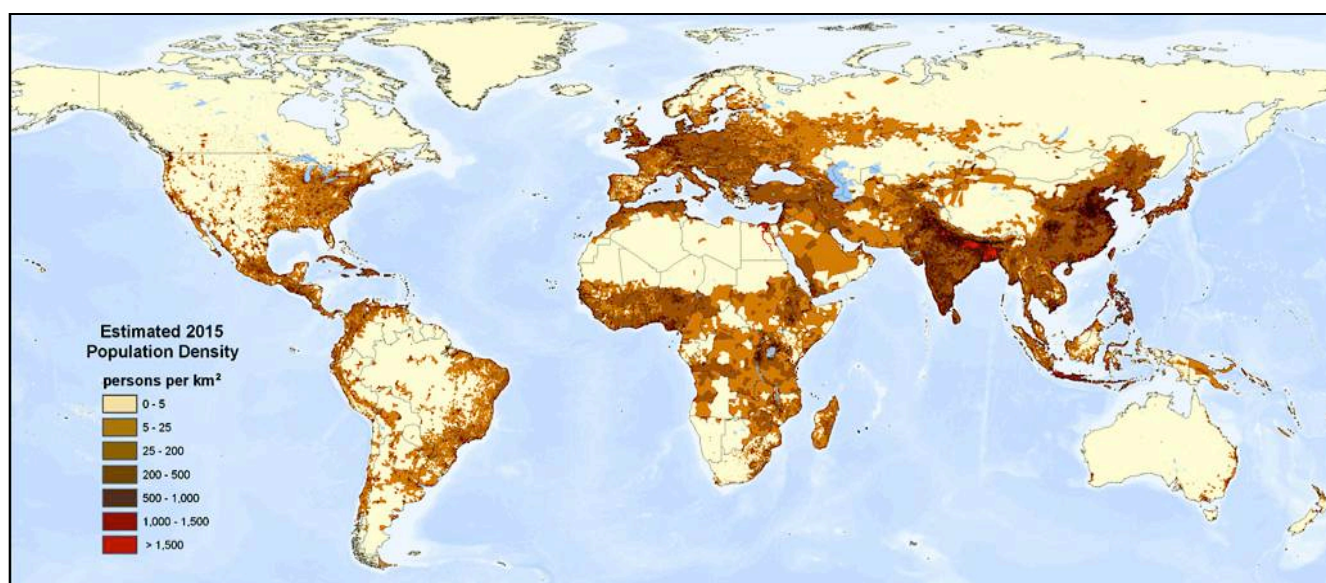 Estimated 2015
Population Density
persons per km²
0 - 5
5 - 25
25 - 200
200 - 500
500 - 1,000
1,000 - 1,500
> 1,500